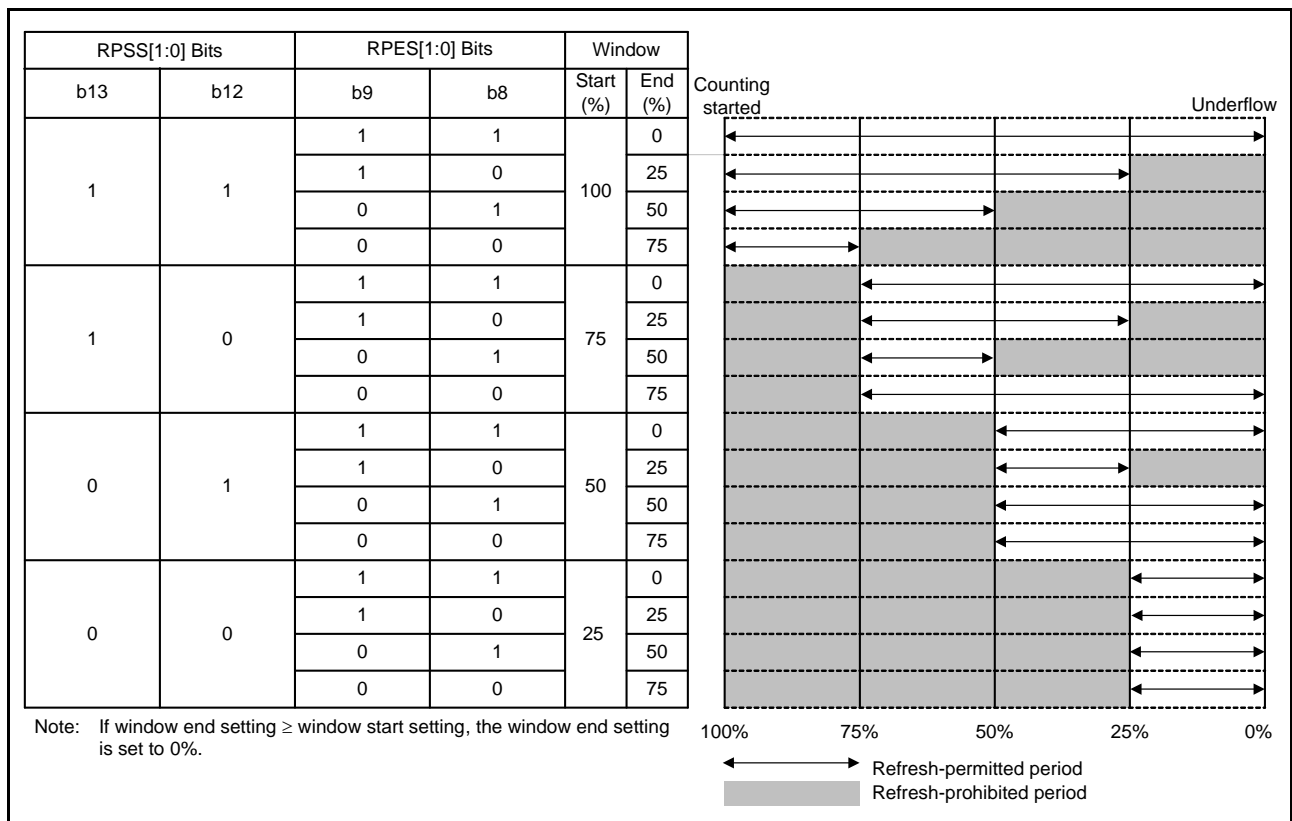 RPSS[1:0] Bits RPES[1:0] Bits Window
b13 b12 b9 b8 Start (%) End (%) Counting started Underflow
1 1 1 1 100 0
1 0 25
0 1 50
0 0 75
1 0 1 1 75 0
1 0 25
0 1 50
0 0 75
0 1 1 1 50 0
1 0 25
0 1 50
0 0 75
0 0 1 1 25 0
1 0 25
0 1 50
0 0 75
Note: If window end setting ≥ window start setting, the window end setting
is set to 0%.
100% 75% 50% 25% 0%
Refresh-permitted period
Refresh-prohibited period